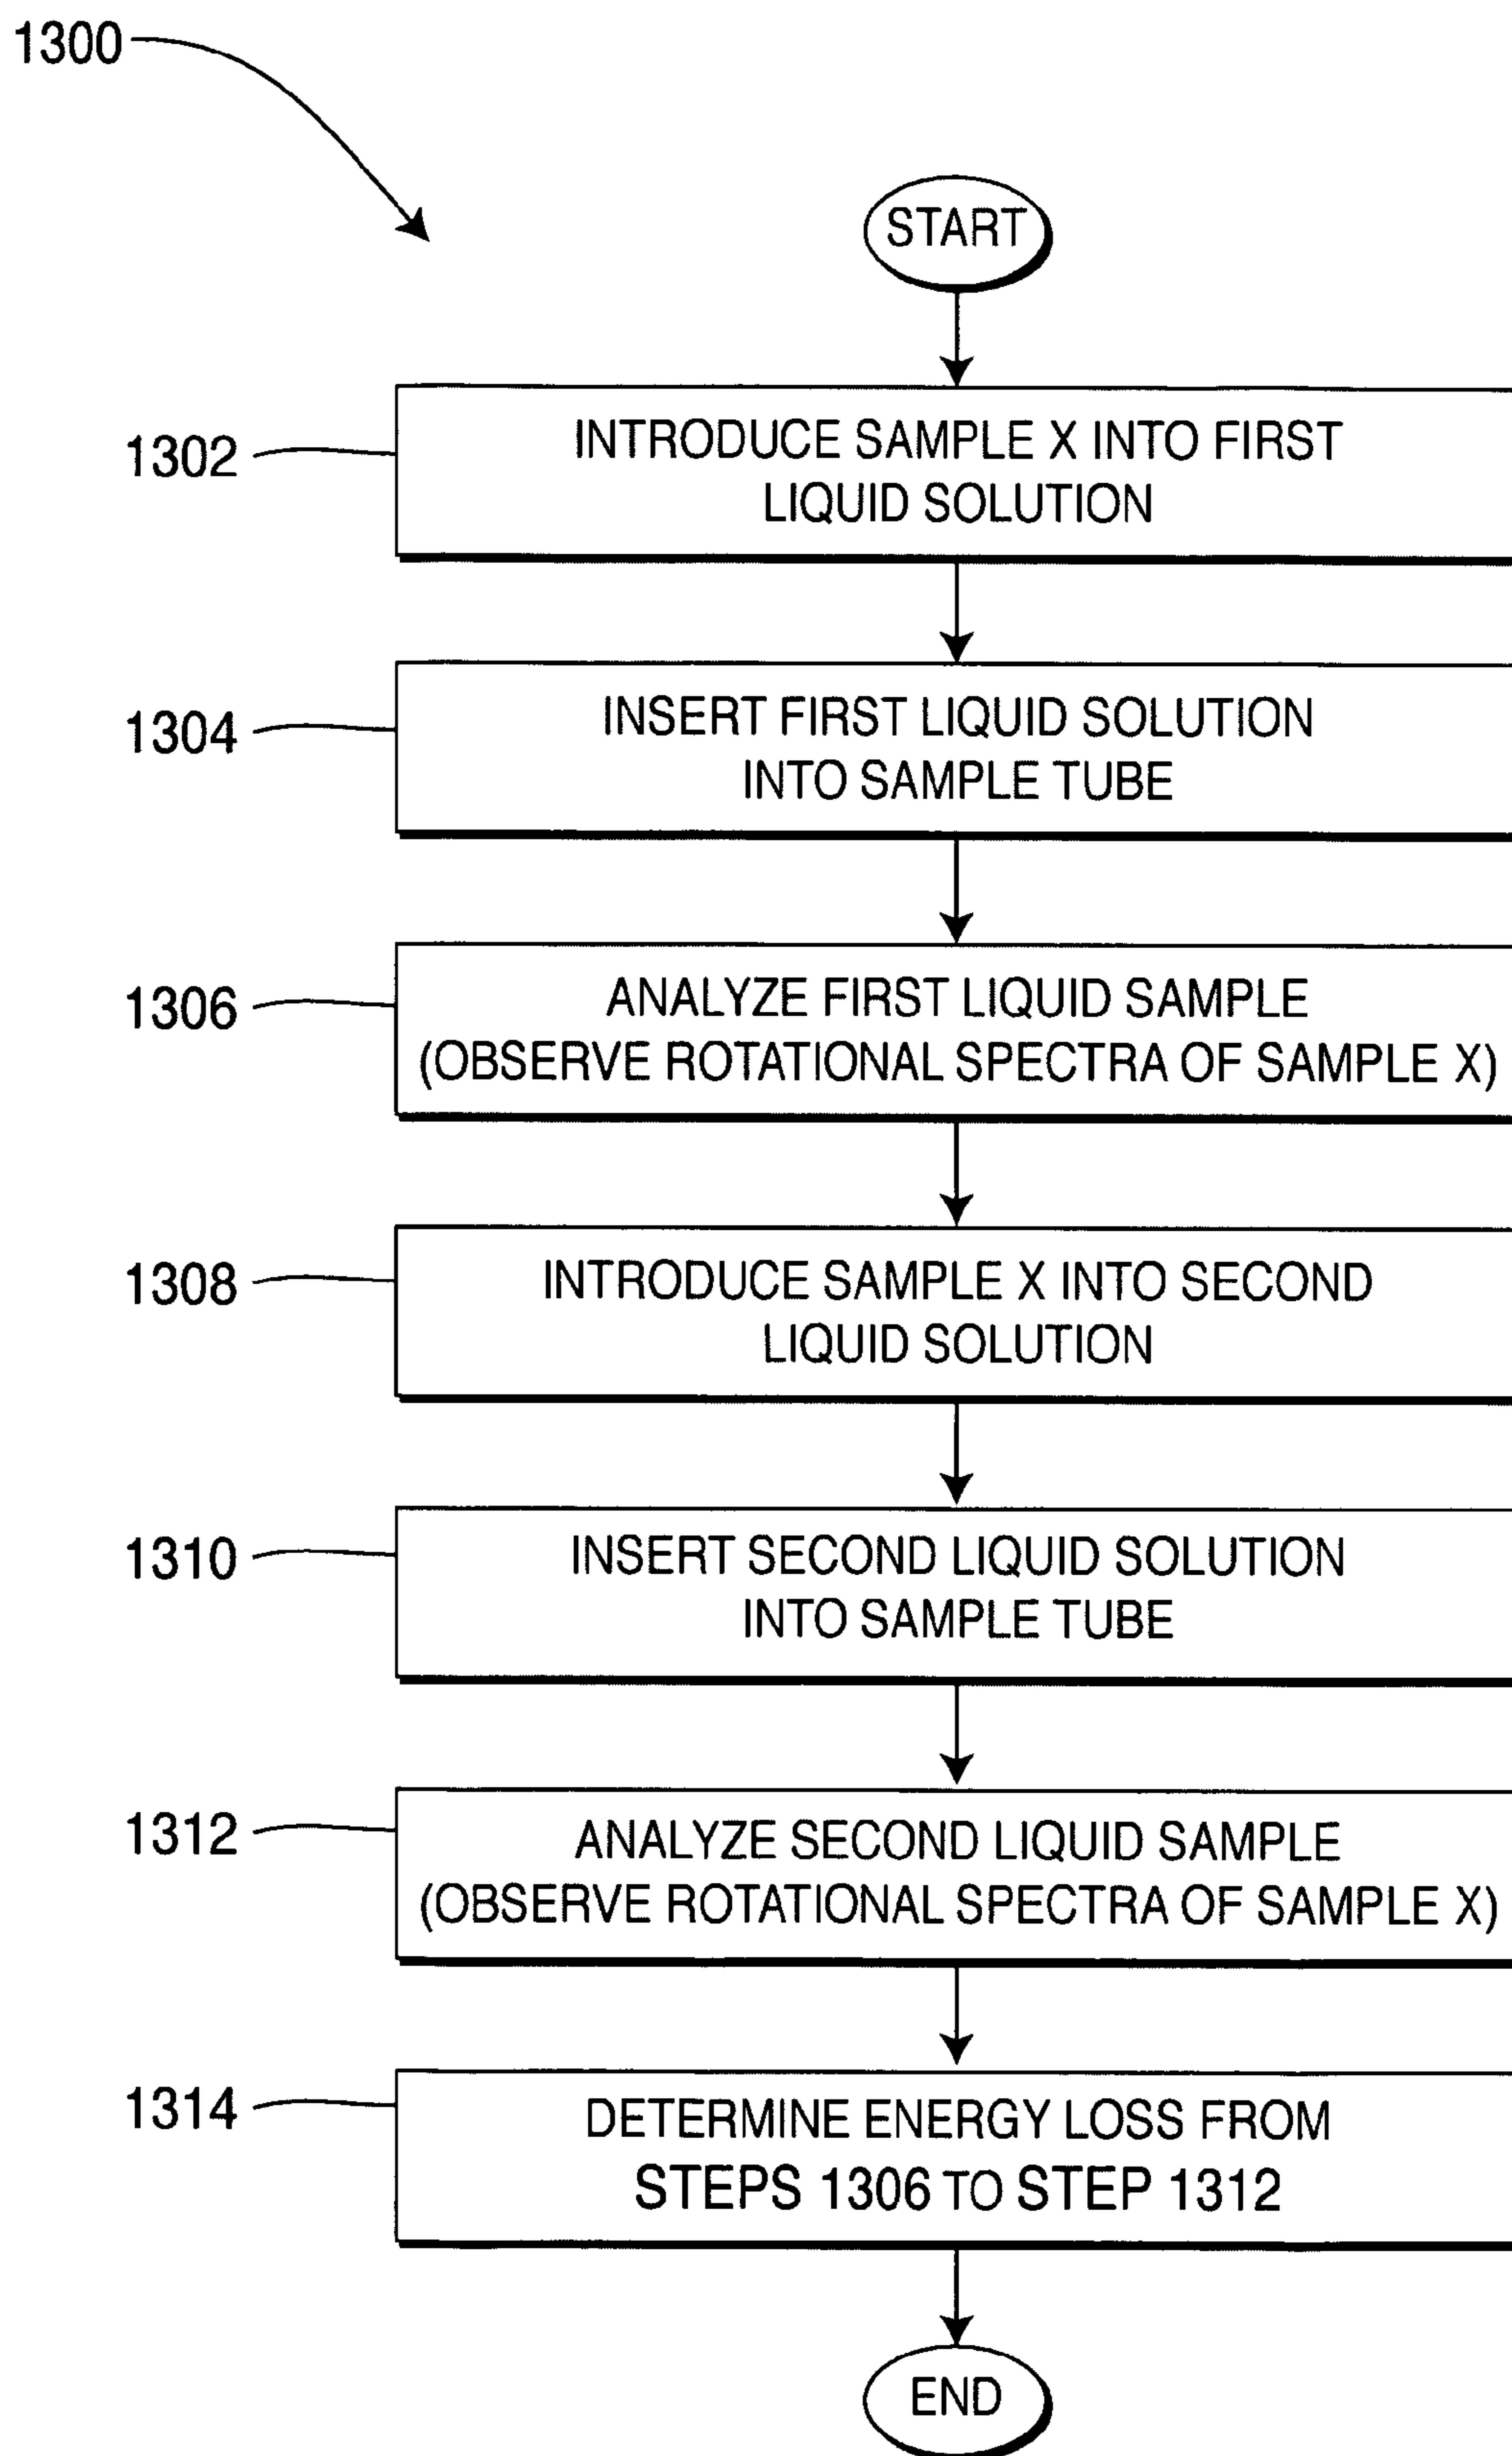 1300
START
1302
INTRODUCE SAMPLE X INTO FIRST
LIQUID SOLUTION
1304
INSERT FIRST LIQUID SOLUTION
INTO SAMPLE TUBE
1306
ANALYZE FIRST LIQUID SAMPLE
(OBSERVE ROTATIONAL SPECTRA OF SAMPLE X)
1308
INTRODUCE SAMPLE X INTO SECOND
LIQUID SOLUTION
1310
INSERT SECOND LIQUID SOLUTION
INTO SAMPLE TUBE
1312
ANALYZE SECOND LIQUID SAMPLE
(OBSERVE ROTATIONAL SPECTRA OF SAMPLE X)
1314
DETERMINE ENERGY LOSS FROM
STEPS 1306 TO STEP 1312
END